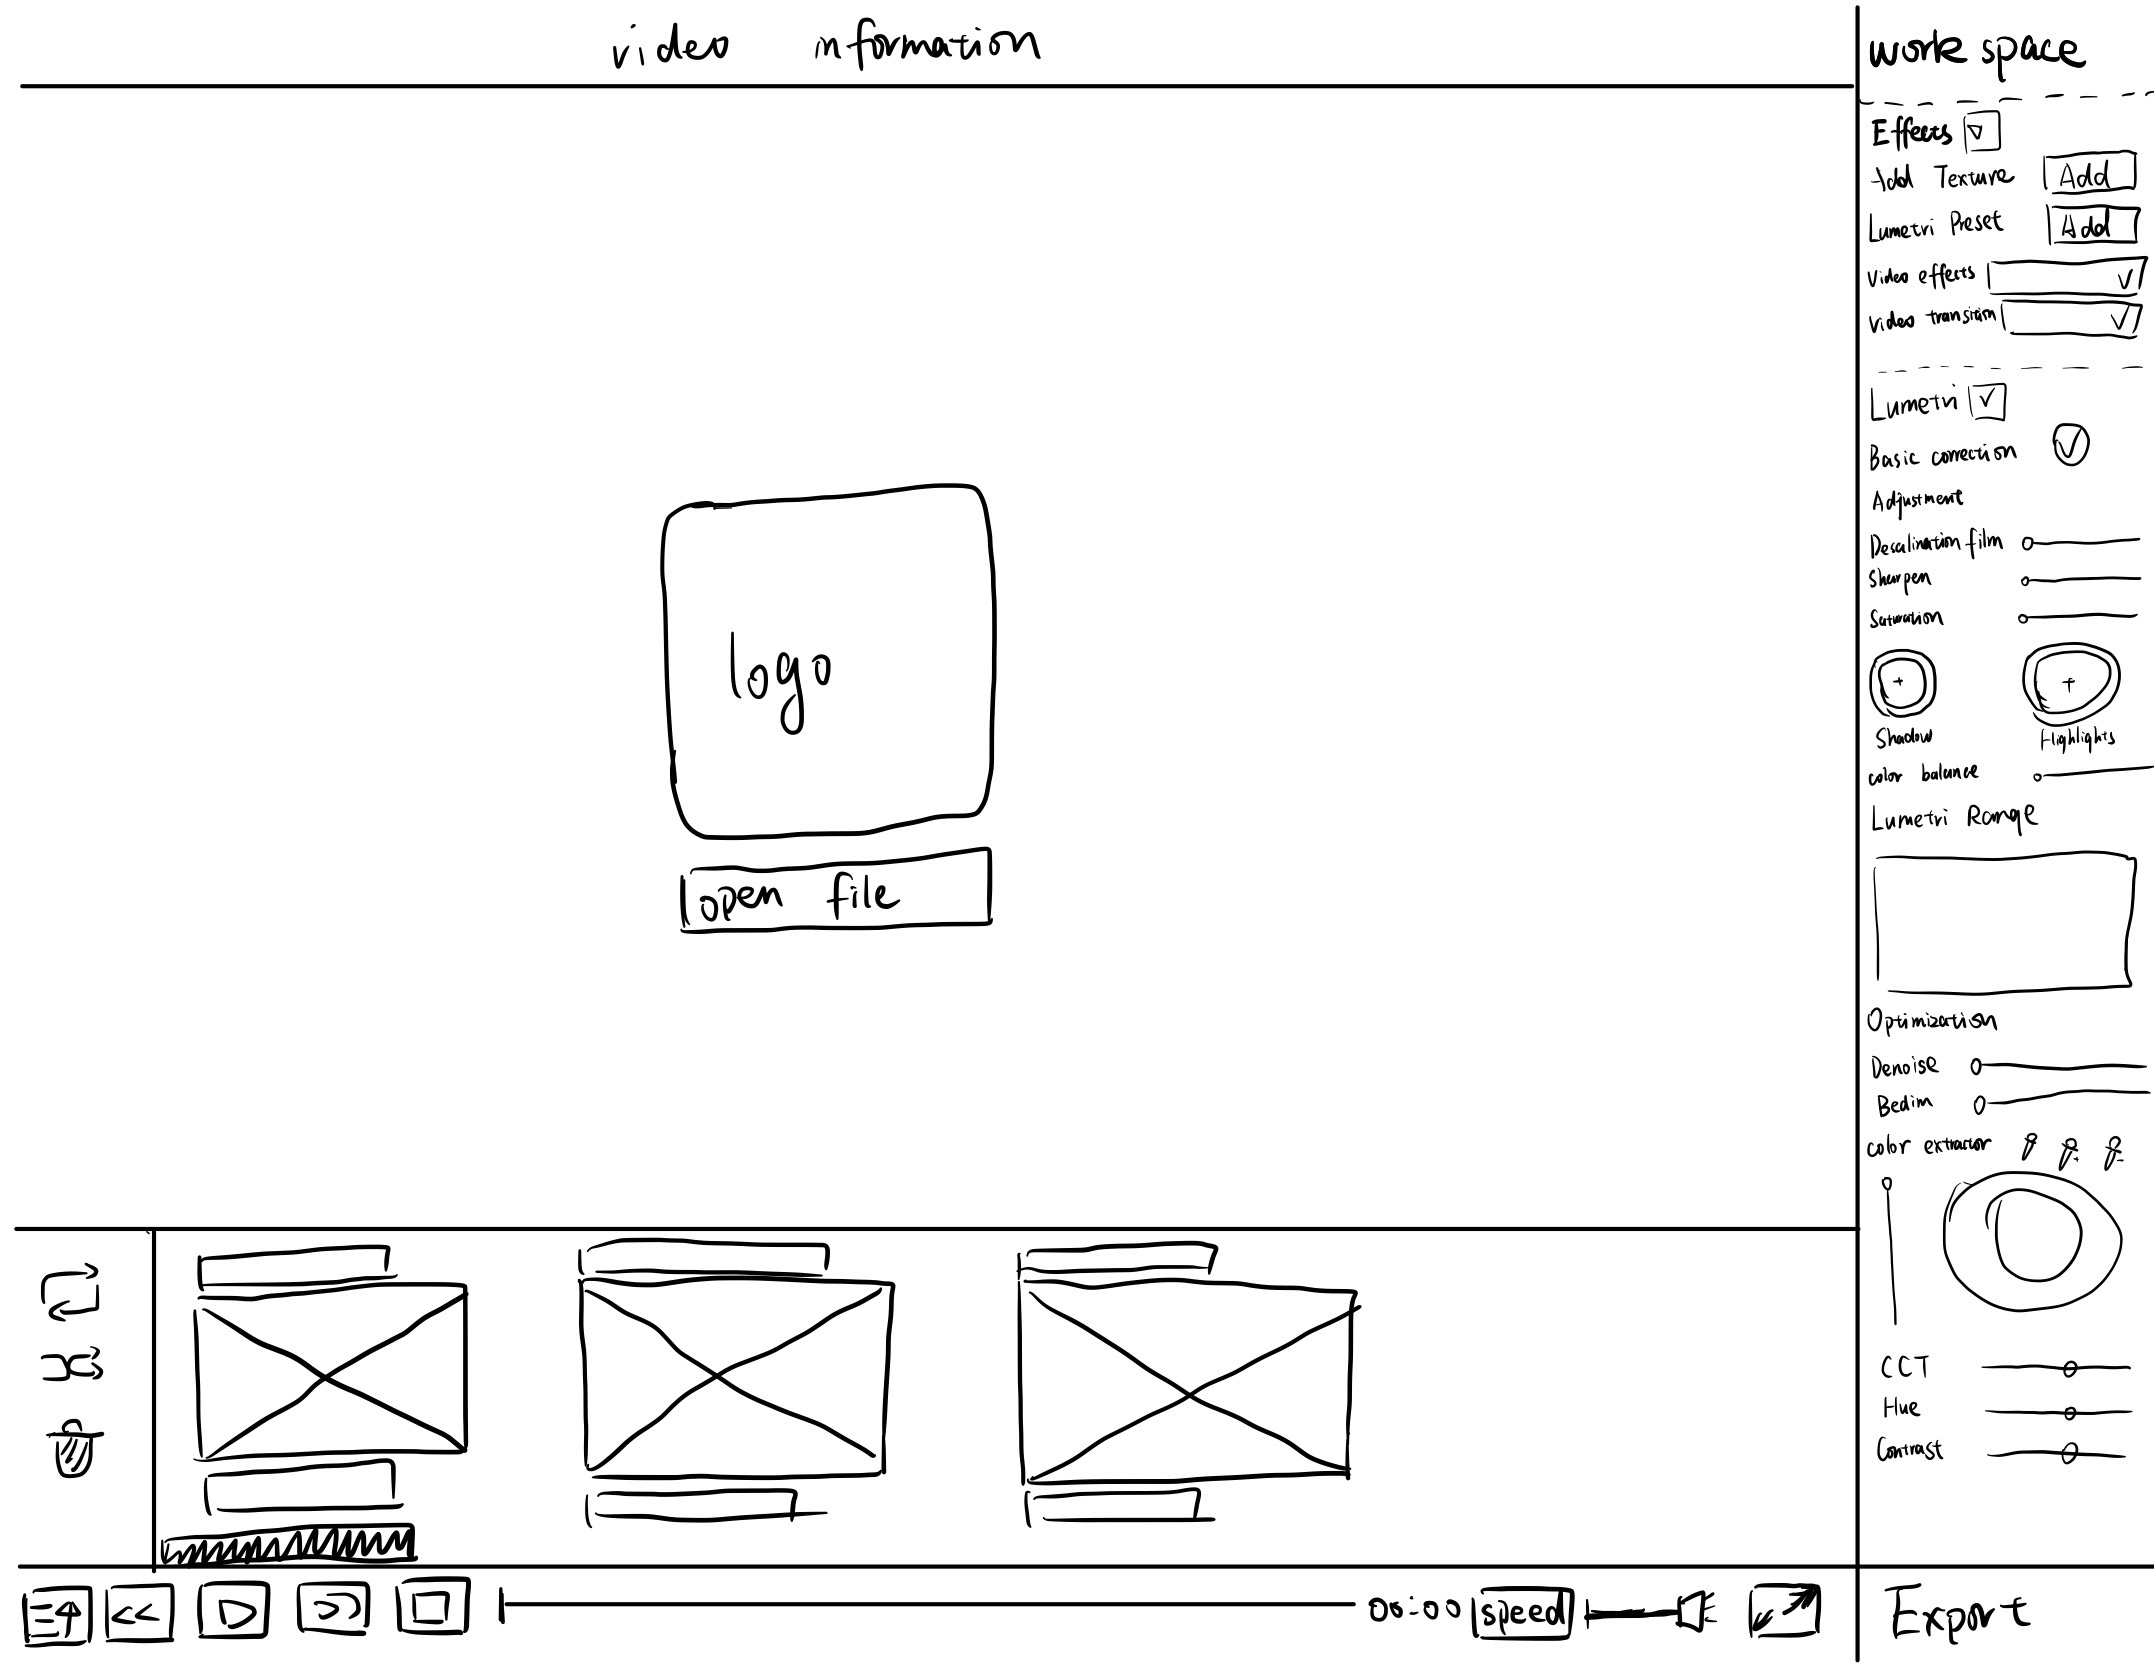 video information
logo
open file
work space
Effects
Add Texture Add
Lumetri Preset Add
video effects
video transition
Lumetri
Basic correction
Adjustment
Desalination film
Sharpen
Saturation
Shadow Highlights
color balance
Lumetri Range
Optimization
Denoise
Bedim
color extractor
CCT
Hue
Contrast
00:00 speed
Export